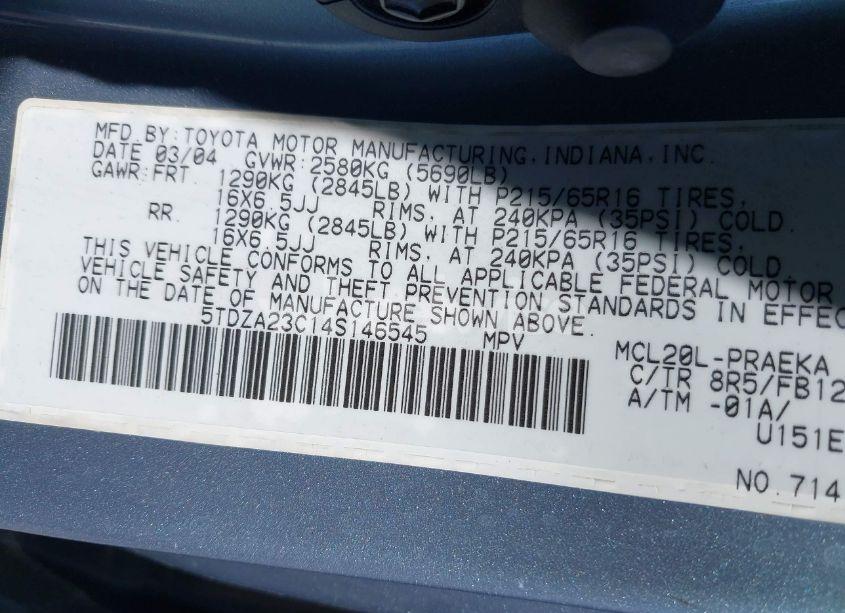 MFD.BY:TOYOTA MOTOR MANUFACTURING,INDIANA,INC.
DATE 03/04 GVWR:2580KG (5690LB)
GAWR:FRT. 1290KG (2845LB) WITH P215/65R16 TIRES,
16X6.5JJ RIMS, AT 240KPA (35PSI) COLD.
RR. 1290KG (2845LB) WITH P215/65R16 TIRES,
16X6.5JJ RIMS, AT 240KPA (35PSI) COLD.
THIS VEHICLE CONFORMS TO ALL APPLICABLE FEDERAL MOTOR
VEHICLE SAFETY AND THEFT PREVENTION STANDARDS IN EFFEC
ON THE DATE OF MANUFACTURE SHOWN ABOVE.
5TDZA23C14S146545 MPV
MCL20L-PRAEKA
C/TR 8R5/FB12
A/TM -01A/
U151E
NO.714